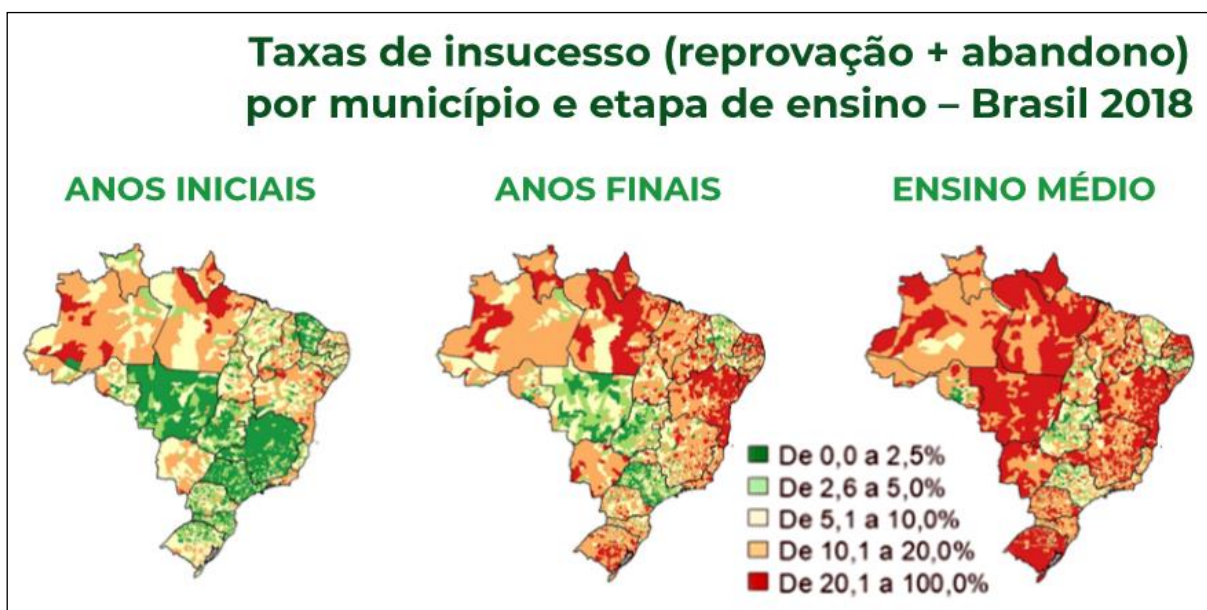 Taxas de insucesso (reprovação + abandono)
por município e etapa de ensino – Brasil 2018
ANOS INICIAIS
ANOS FINAIS
ENSINO MÉDIO
De 0,0 a 2,5%
De 2,6 a 5,0%
De 5,1 a 10,0%
De 10,1 a 20,0%
De 20,1 a 100,0%